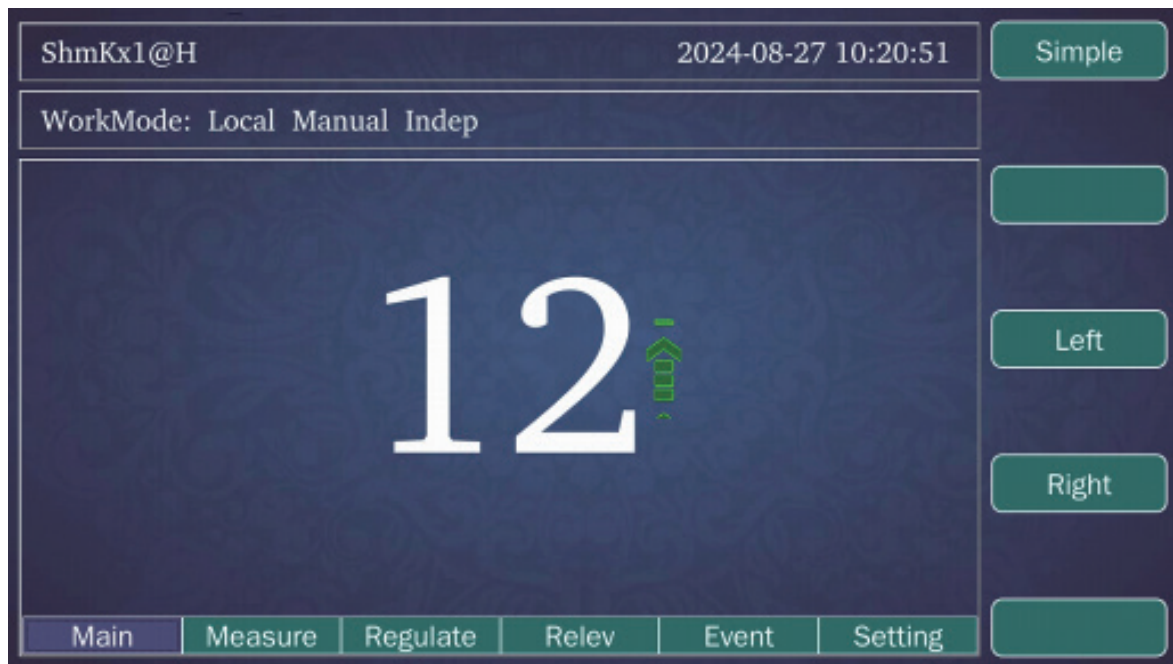 ShmKx1@H 2024-08-27 10:20:51 Simple
WorkMode: Local Manual Indep
12
Left
Right
Main Measure Regulate Relev Event Setting